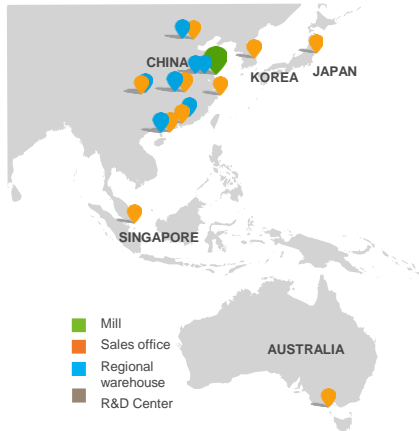 CHINA
KOREA
JAPAN
SINGAPORE
AUSTRALIA
Mill
Sales office
Regional
warehouse
R&D Center